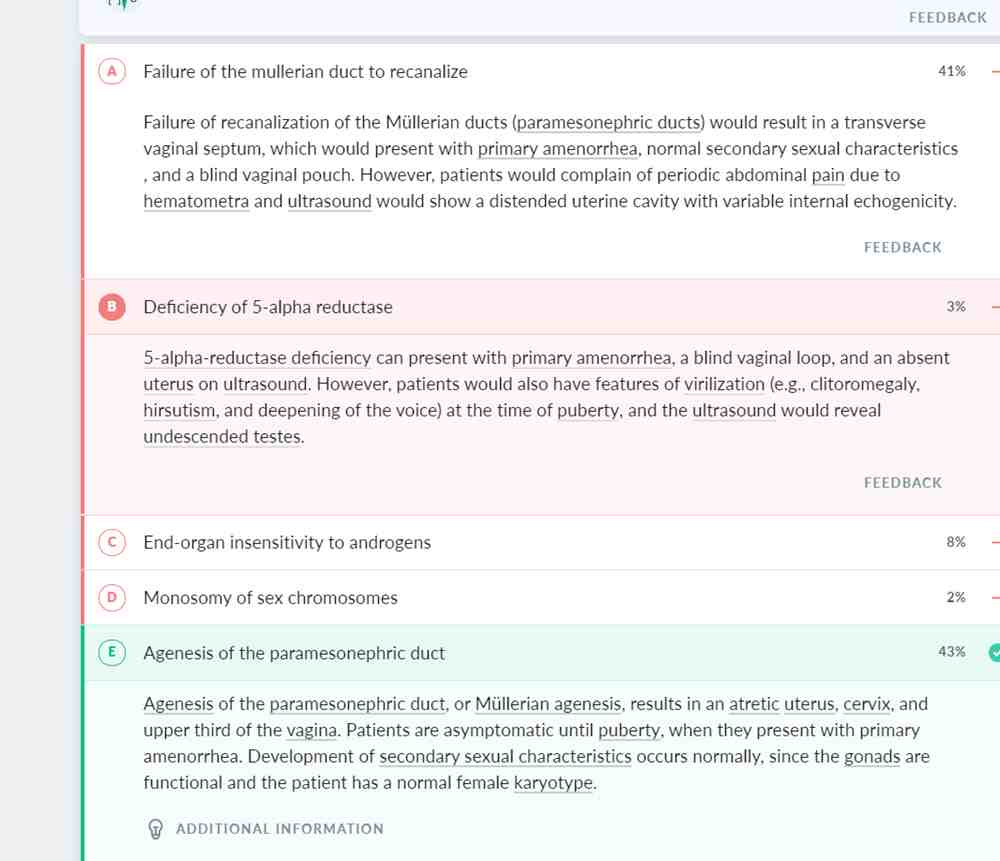 FEEDBACK
A Failure of the mullerian duct to recanalize 41%
Failure of recanalization of the Müllerian ducts (paramesonephric ducts) would result in a transverse
vaginal septum, which would present with primary amenorrhea, normal secondary sexual characteristics
, and a blind vaginal pouch. However, patients would complain of periodic abdominal pain due to
hematometra and ultrasound would show a distended uterine cavity with variable internal echogenicity.
FEEDBACK
B Deficiency of 5-alpha reductase 3%
5-alpha-reductase deficiency can present with primary amenorrhea, a blind vaginal loop, and an absent
uterus on ultrasound. However, patients would also have features of virilization (e.g., clitoromegaly,
hirsutism, and deepening of the voice) at the time of puberty, and the ultrasound would reveal
undescended testes.
FEEDBACK
C End-organ insensitivity to androgens 8%
D Monosomy of sex chromosomes 2%
E Agenesis of the paramesonephric duct 43%
Agenesis of the paramesonephric duct, or Müllerian agenesis, results in an atretic uterus, cervix, and
upper third of the vagina. Patients are asymptomatic until puberty, when they present with primary
amenorrhea. Development of secondary sexual characteristics occurs normally, since the gonads are
functional and the patient has a normal female karyotype.
ADDITIONAL INFORMATION